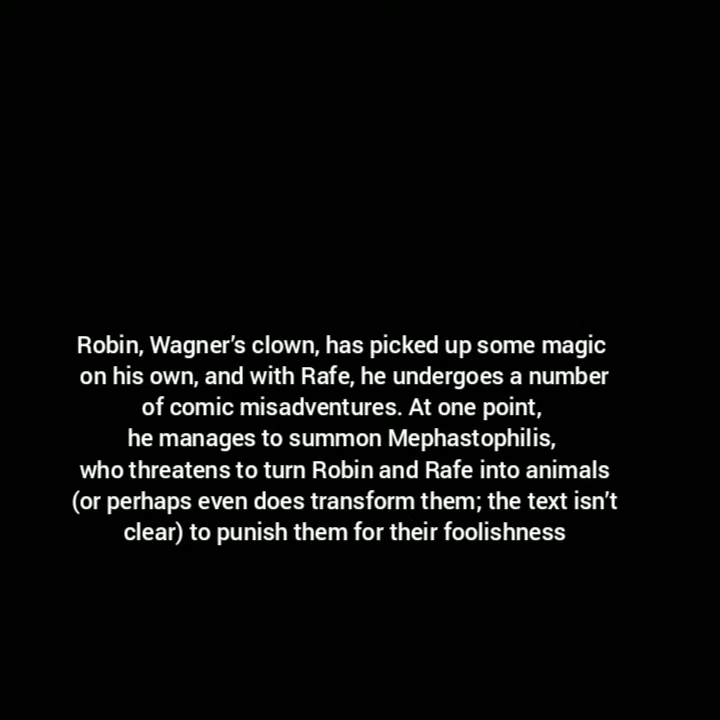 Robin, Wagner’s clown, has picked up some magic
on his own, and with Rafe, he undergoes a number
of comic misadventures. At one point,
he manages to summon Mephastophilis,
who threatens to turn Robin and Rafe into animals
(or perhaps even does transform them; the text isn’t
clear) to punish them for their foolishness